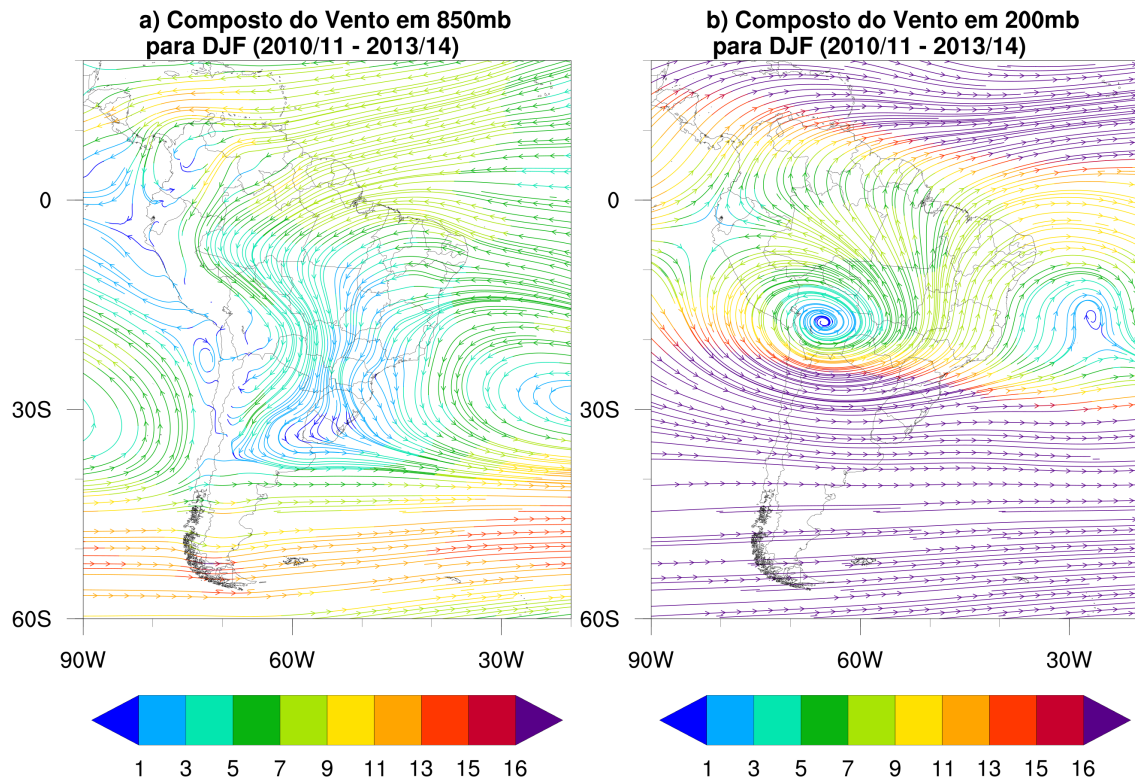 a) Composto do Vento em 850mb
para DJF (2010/11 - 2013/14)
b) Composto do Vento em 200mb
para DJF (2010/11 - 2013/14)
0
30S
60S
90W
60W
30W
0
30S
60S
90W
60W
30W
1 3 5 7 9 11 13 15 16
1 3 5 7 9 11 13 15 16